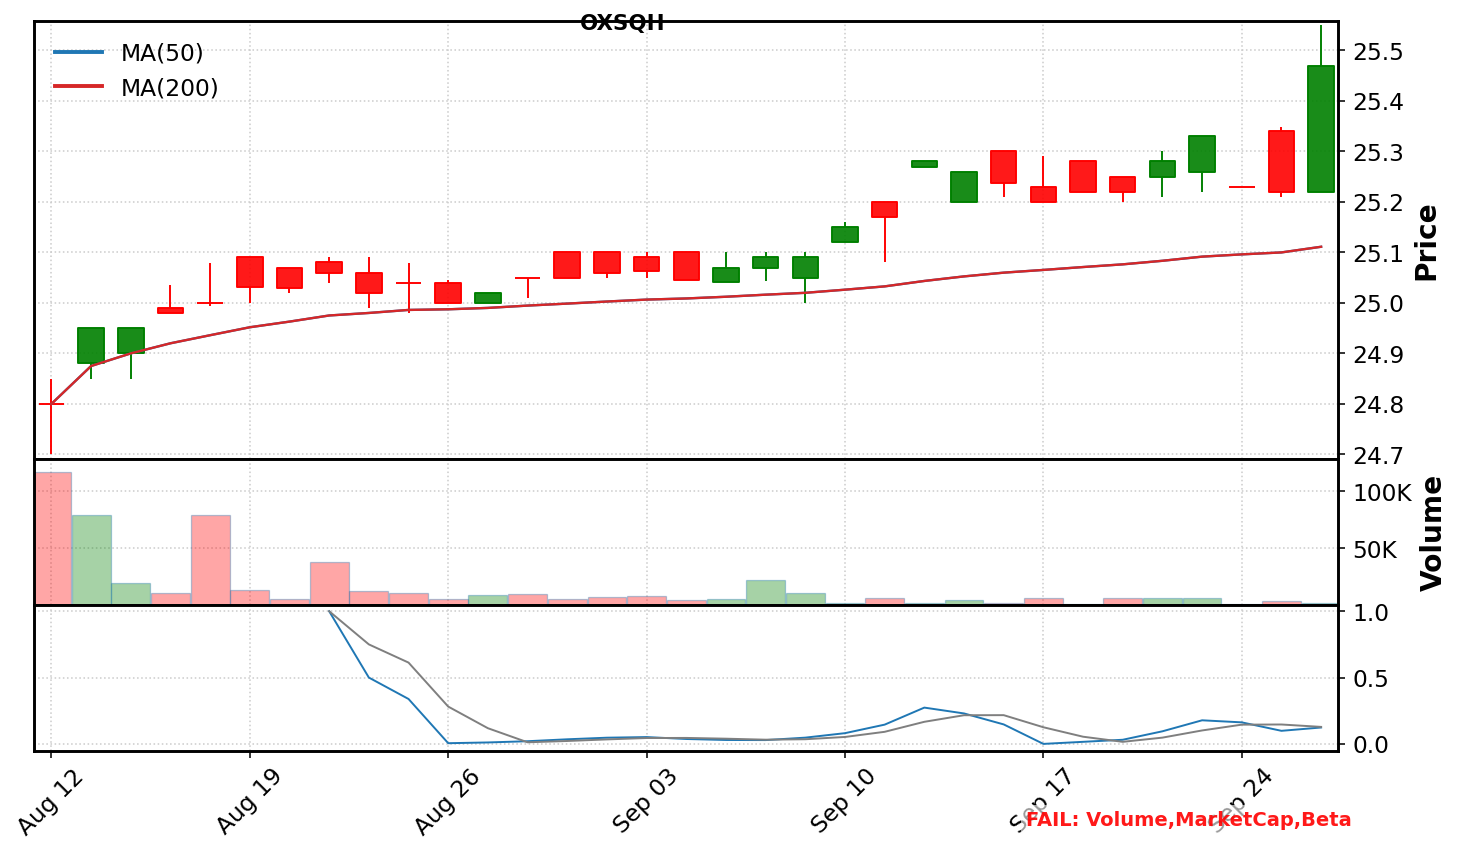 OXSQH
MA(50)
MA(200)
25.5
25.4
25.3
25.2
25.1
25.0
24.9
24.8
24.7
Price
100K
50K
Volume
1.0
0.5
0.0
Aug 12
Aug 19
Aug 26
Sep 03
Sep 10
Sep 17
Sep 24
FAIL: Volume,MarketCap,Beta